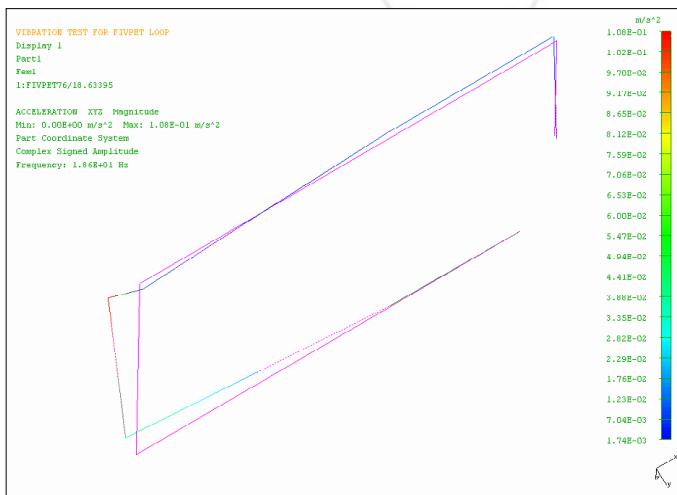 VIBRATION TEST FOR FIVPET LOOP
Display 1
Part1
Fem1
1:FIVPET76/18.63395
ACCELERATION XYZ Magnitude
Min: 0.00E+00 m/s^2 Max: 1.08E-01 m/s^2
Part Coordinate System
Complex Signed Amplitude
Frequency: 1.86E+01 Hz
m/s^2
1.08E-01
1.02E-01
9.70E-02
9.17E-02
8.65E-02
8.12E-02
7.59E-02
7.06E-02
6.53E-02
6.00E-02
5.47E-02
4.94E-02
4.41E-02
3.88E-02
3.35E-02
2.82E-02
2.29E-02
1.76E-02
1.23E-02
7.04E-03
1.74E-03
x
y